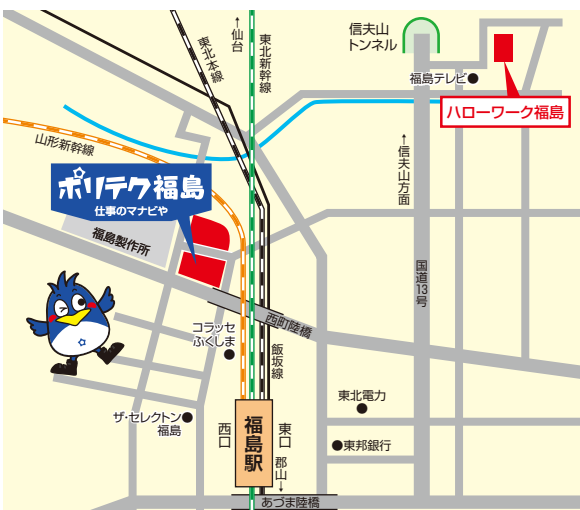 ←仙台
東北新幹線
東北本線
信夫山
トンネル
福島テレビ
ハローワーク福島
山形新幹線
←信夫山方面
ポリテク福島
仕事のマナビや
福島製作所
国道13号
西町陸橋
コラッセ
ふくしま
飯坂線
東北電力
ザ・セレクトン
福島
西口
福島駅
東口
東邦銀行
郡山→
あづま陸橋